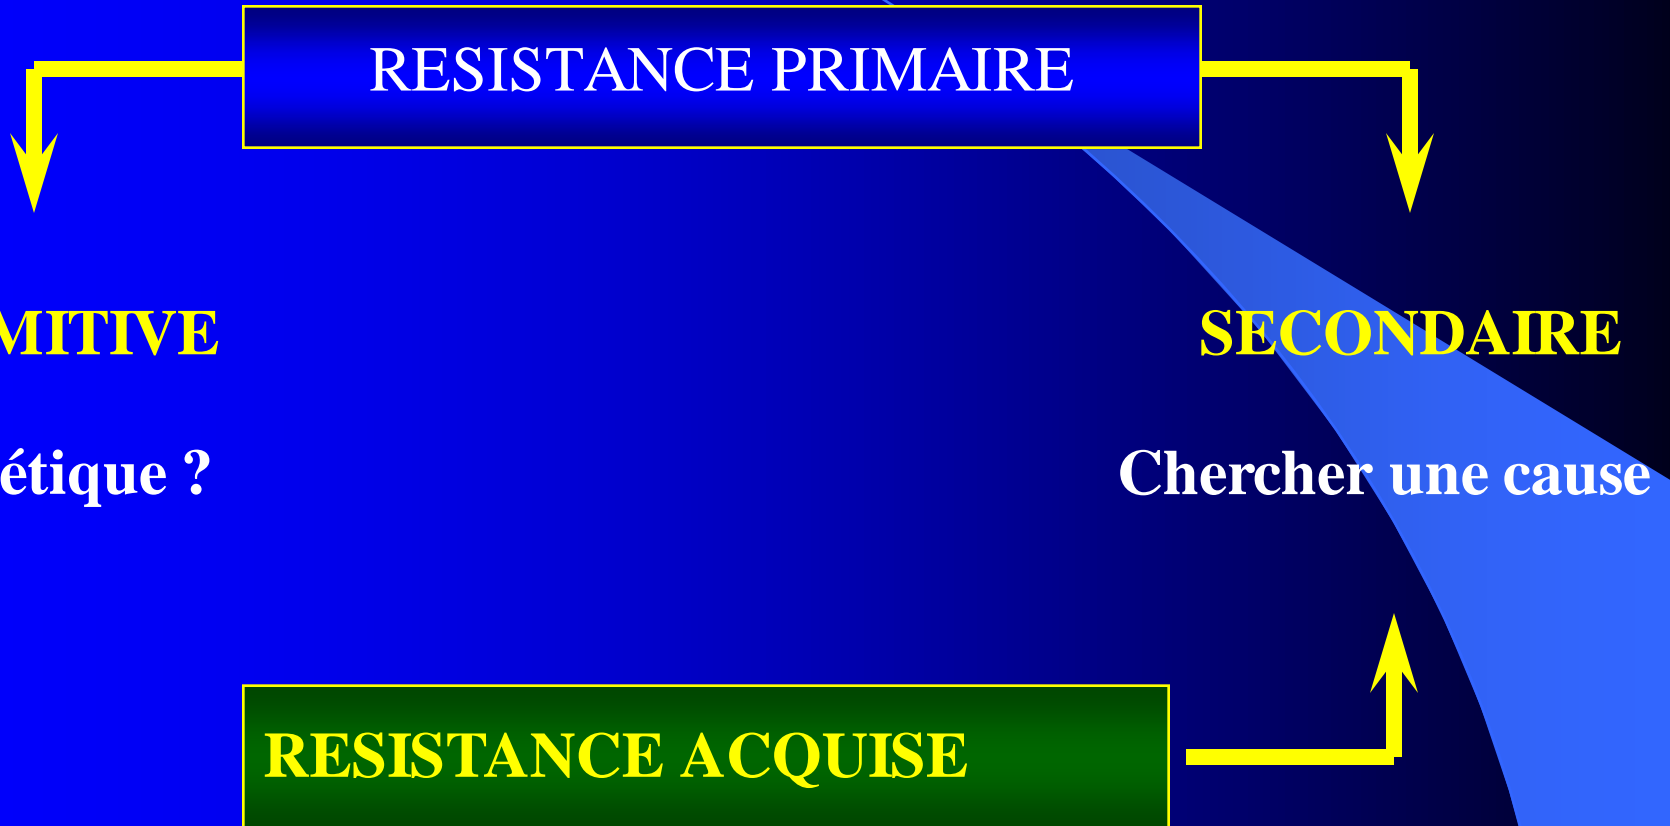 RESISTANCE PRIMAIRE
MITIVE
SECONDAIRE
étique ?
Chercher une cause
RESISTANCE ACQUISE